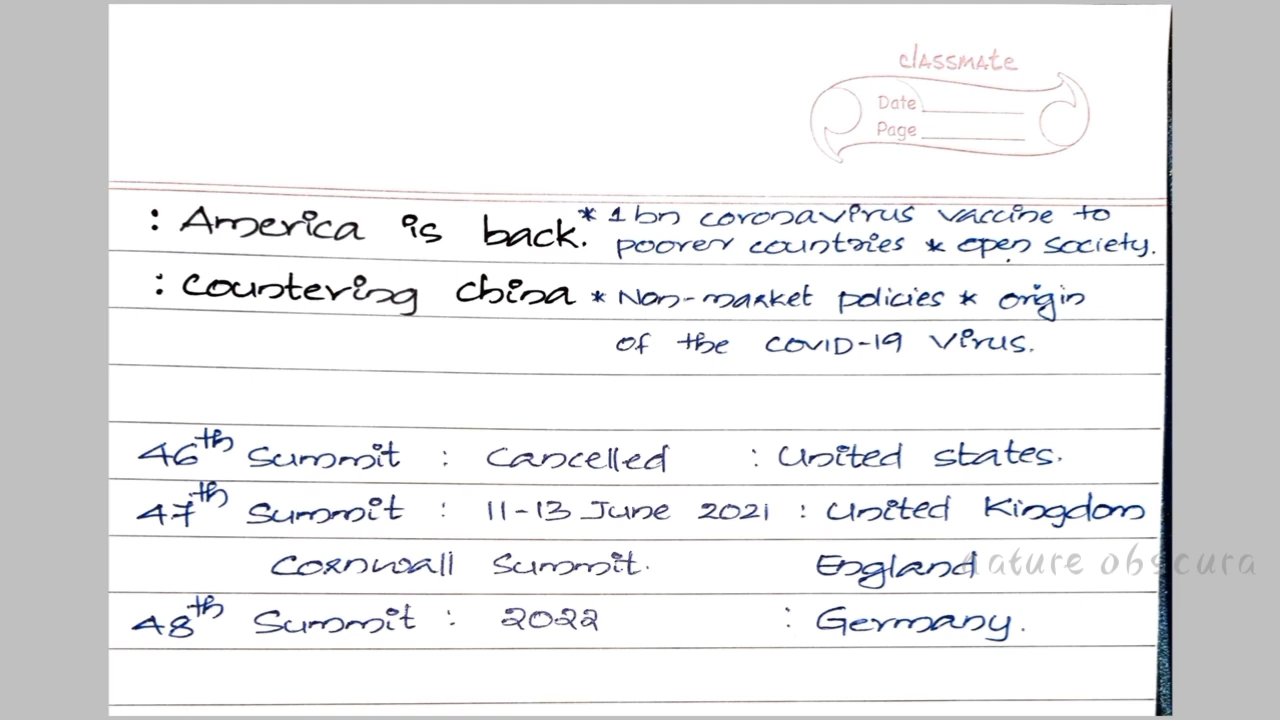 classmate
Date
Page
: America is back. * 1 bn coronavirus vaccine to
poorer countries * open society.
: countering china * Non-market policies * origin
of the COVID-19 Virus.
46th Summit : Cancelled : United states.
47th Summit : 11-13 June 2021 : United Kingdom
Cornwall Summit. England
nature obscura
48th Summit : 2022 : Germany.